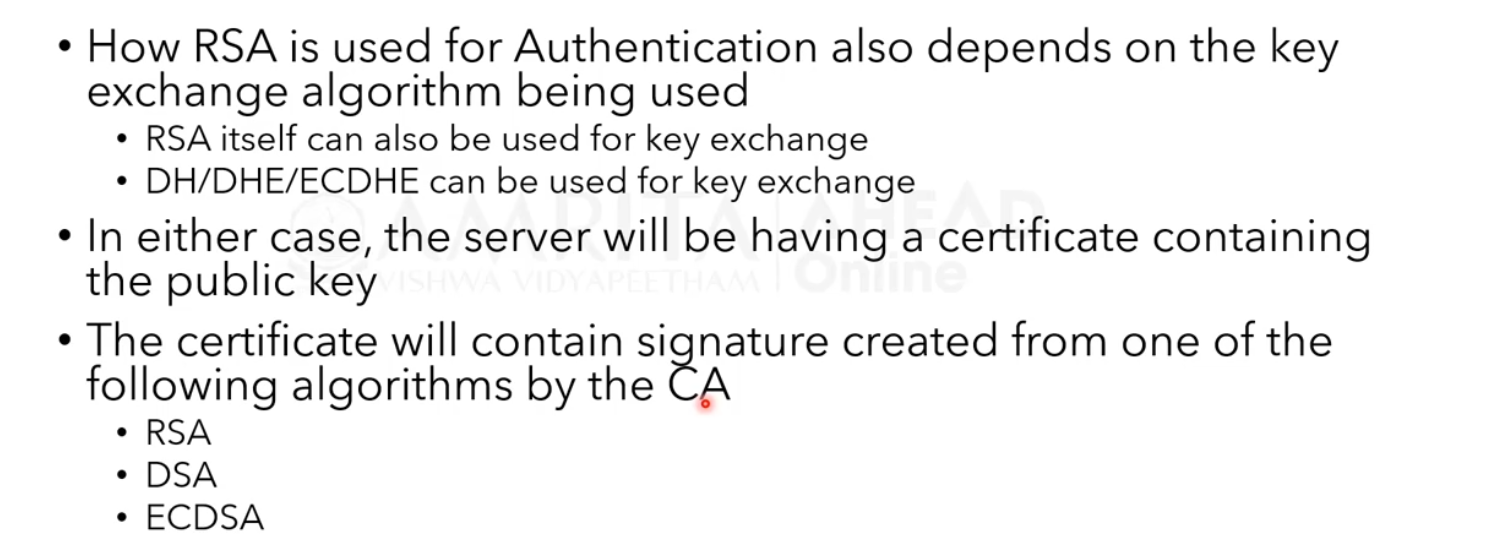 • How RSA is used for Authentication also depends on the key
exchange algorithm being used
• RSA itself can also be used for key exchange
• DH/DHE/ECDHE can be used for key exchange
AMRITA AHEAD
• In either case, the server will be having a certificate containing
the public key
VISHWA VIDYAPEETHAM Online
• The certificate will contain signature created from one of the
following algorithms by the CA
• RSA
• DSA
• ECDSA